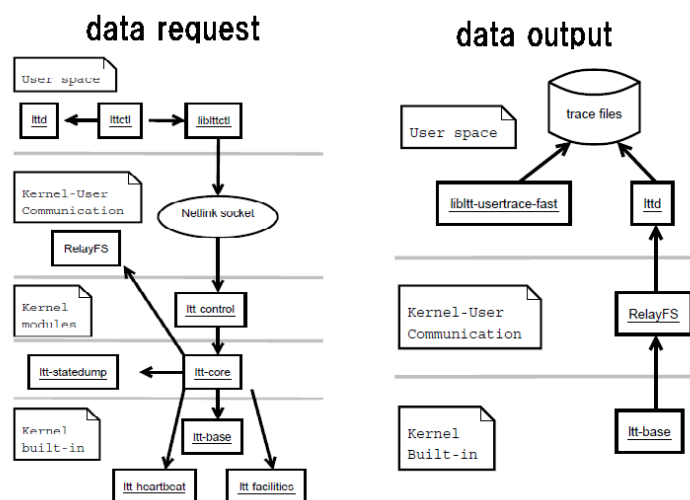 data request
User space
lttd
lttctl
liblttctl
Kernel-User
Communication
Netlink socket
RelayFS
Kernel
modules
ltt control
ltt-statedump
ltt-core
Kernel
built-in
ltt-base
ltt heartbeat
ltt facilities
data output
trace files
User space
libltt-usertrace-fast
lttd
Kernel-User
Communication
RelayFS
Kernel
Built-in
ltt-base